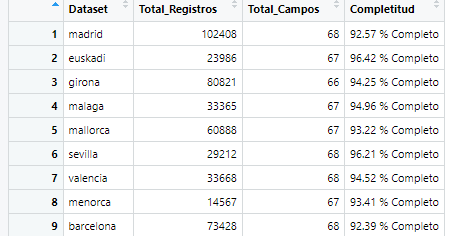 Dataset Total_Registros Total_Campos Completitud
1 madrid 102408 68 92.57 % Completo
2 euskadi 23986 67 96.42 % Completo
3 girona 80821 66 94.25 % Completo
4 malaga 33365 67 94.96 % Completo
5 mallorca 60888 67 93.22 % Completo
6 sevilla 29212 68 96.21 % Completo
7 valencia 33668 68 94.52 % Completo
8 menorca 14567 67 93.41 % Completo
9 barcelona 73428 68 92.39 % Completo